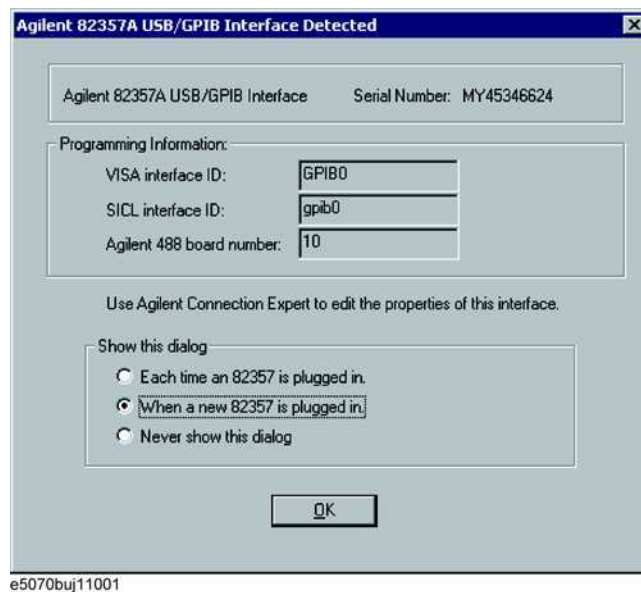 Agilent 82357A USB/GPIB Interface Detected
Agilent 82357A USB/GPIB Interface Serial Number: MY45346624
Programming Information:
VISA interface ID: GPIB0
SICL interface ID: gpib0
Agilent 488 board number: 10
Use Agilent Connection Expert to edit the properties of this interface.
Show this dialog
Each time an 82357 is plugged in.
When a new 82357 is plugged in.
Never show this dialog
OK
e5070buj11001